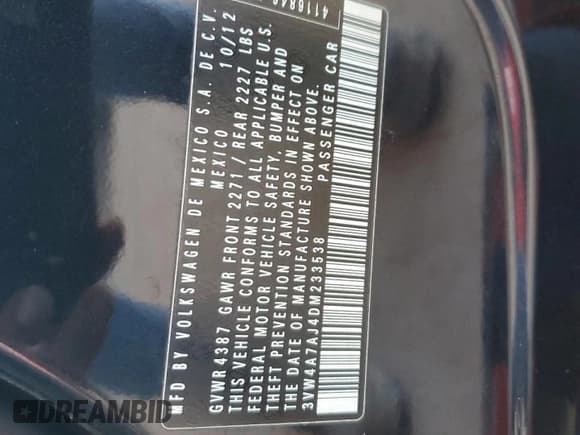 MFD BY VOLKSWAGEN DE MEXICO S.A. DE C.V.
MEXICO 10/12
GVWR 4387 GAWR FRONT 2271 / REAR 2227 LBS
THIS VEHICLE CONFORMS TO ALL APPLICABLE U.S.
FEDERAL MOTOR VEHICLE SAFETY, BUMPER AND
THEFT PREVENTION STANDARDS IN EFFECT ON
THE DATE OF MANUFACTURE SHOWN ABOVE.
3VW4A7AJ4DM233538 PASSENGER CAR
DREAMBID